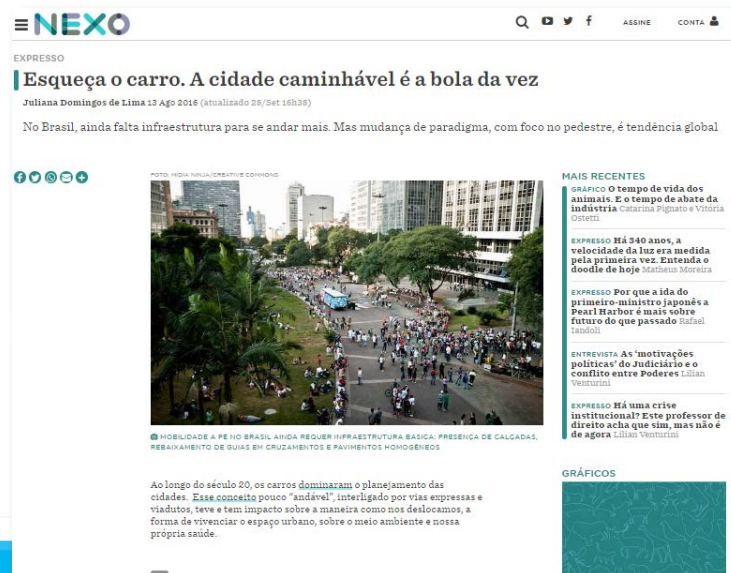 NEXO
ASSINE
CONTA
EXPRESSO
Esqueça o carro. A cidade caminhável é a bola da vez
Juliana Domingos de Lima 13 Ago 2016 (atualizado 28/Set 16h38)
No Brasil, ainda falta infraestrutura para se andar mais. Mas mudança de paradigma, com foco no pedestre, é tendência global
FOTO: MÍDIA NINJA/CREATIVE COMMONS
MOBILIDADE A PÉ NO BRASIL AINDA REQUER INFRAESTRUTURA BÁSICA: PRESENÇA DE CALÇADAS,
REBAIXAMENTO DE GUIAS EM CRUZAMENTOS E PAVIMENTOS HOMOGÊNEOS
Ao longo do século 20, os carros dominaram o planejamento das
cidades. Esse conceito pouco “andável”, interligado por vias expressas e
viadutos, teve e tem impacto sobre a maneira como nos deslocamos, a
forma de vivenciar o espaço urbano, sobre o meio ambiente e nossa
própria saúde.
MAIS RECENTES
GRÁFICO O tempo de vida dos
animais. E o tempo de abate da
indústria Catarina Pignato e Vitória
Ostetti
EXPRESSO Há 340 anos, a
velocidade da luz era medida
pela primeira vez. Entenda o
doodle de hoje Matheus Moreira
EXPRESSO Por que a ida do
primeiro-ministro japonês a
Pearl Harbor é mais sobre
futuro do que passado Rafael
Iandoli
ENTREVISTA As ‘motivações
políticas’ do Judiciário e o
conflito entre Poderes Lilian
Venturini
EXPRESSO Há uma crise
institucional? Este professor de
direito acha que sim, mas não é
de agora Lilian Venturini
GRÁFICOS